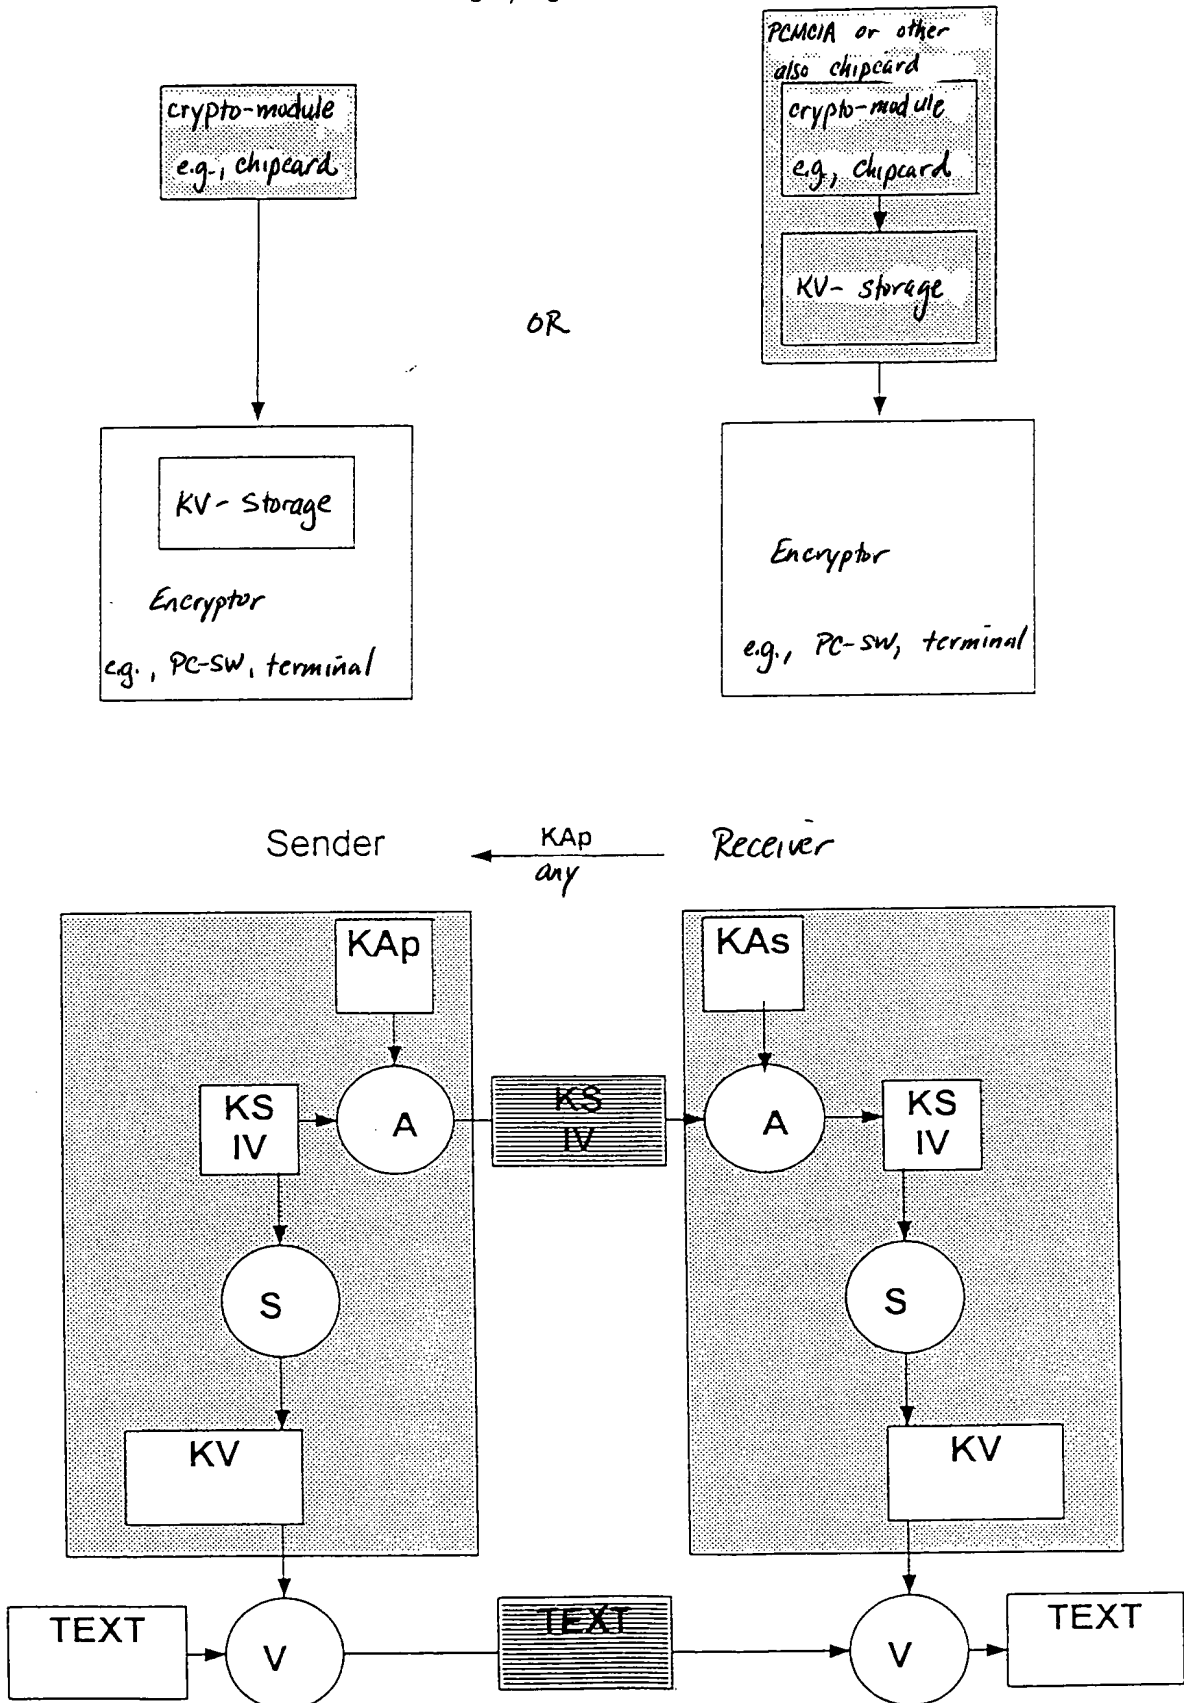 crypto-module
e.g., chipcard
KV- Storage
Encryptor
e.g., PC-SW, terminal
OR
PCMCIA or other
also chipcard
crypto-module
e.g., chipcard
KV- storage
Encryptor
e.g., PC-SW, terminal
Sender
KAp
any
Receiver
KAp
KAs
KS
IV
A
KS
IV
A
KS
IV
S
S
KV
KV
TEXT
V
TEXT
V
TEXT